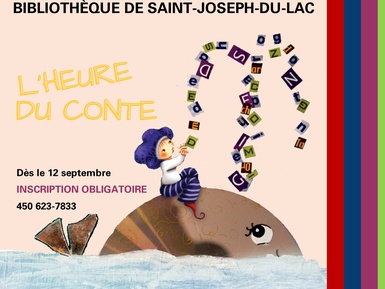 BIBLIOTHÈQUE DE SAINT-JOSEPH-DU-LAC
L'HEURE
DU CONTE
Dès le 12 septembre
INSCRIPTION OBLIGATOIRE
450 623-7833